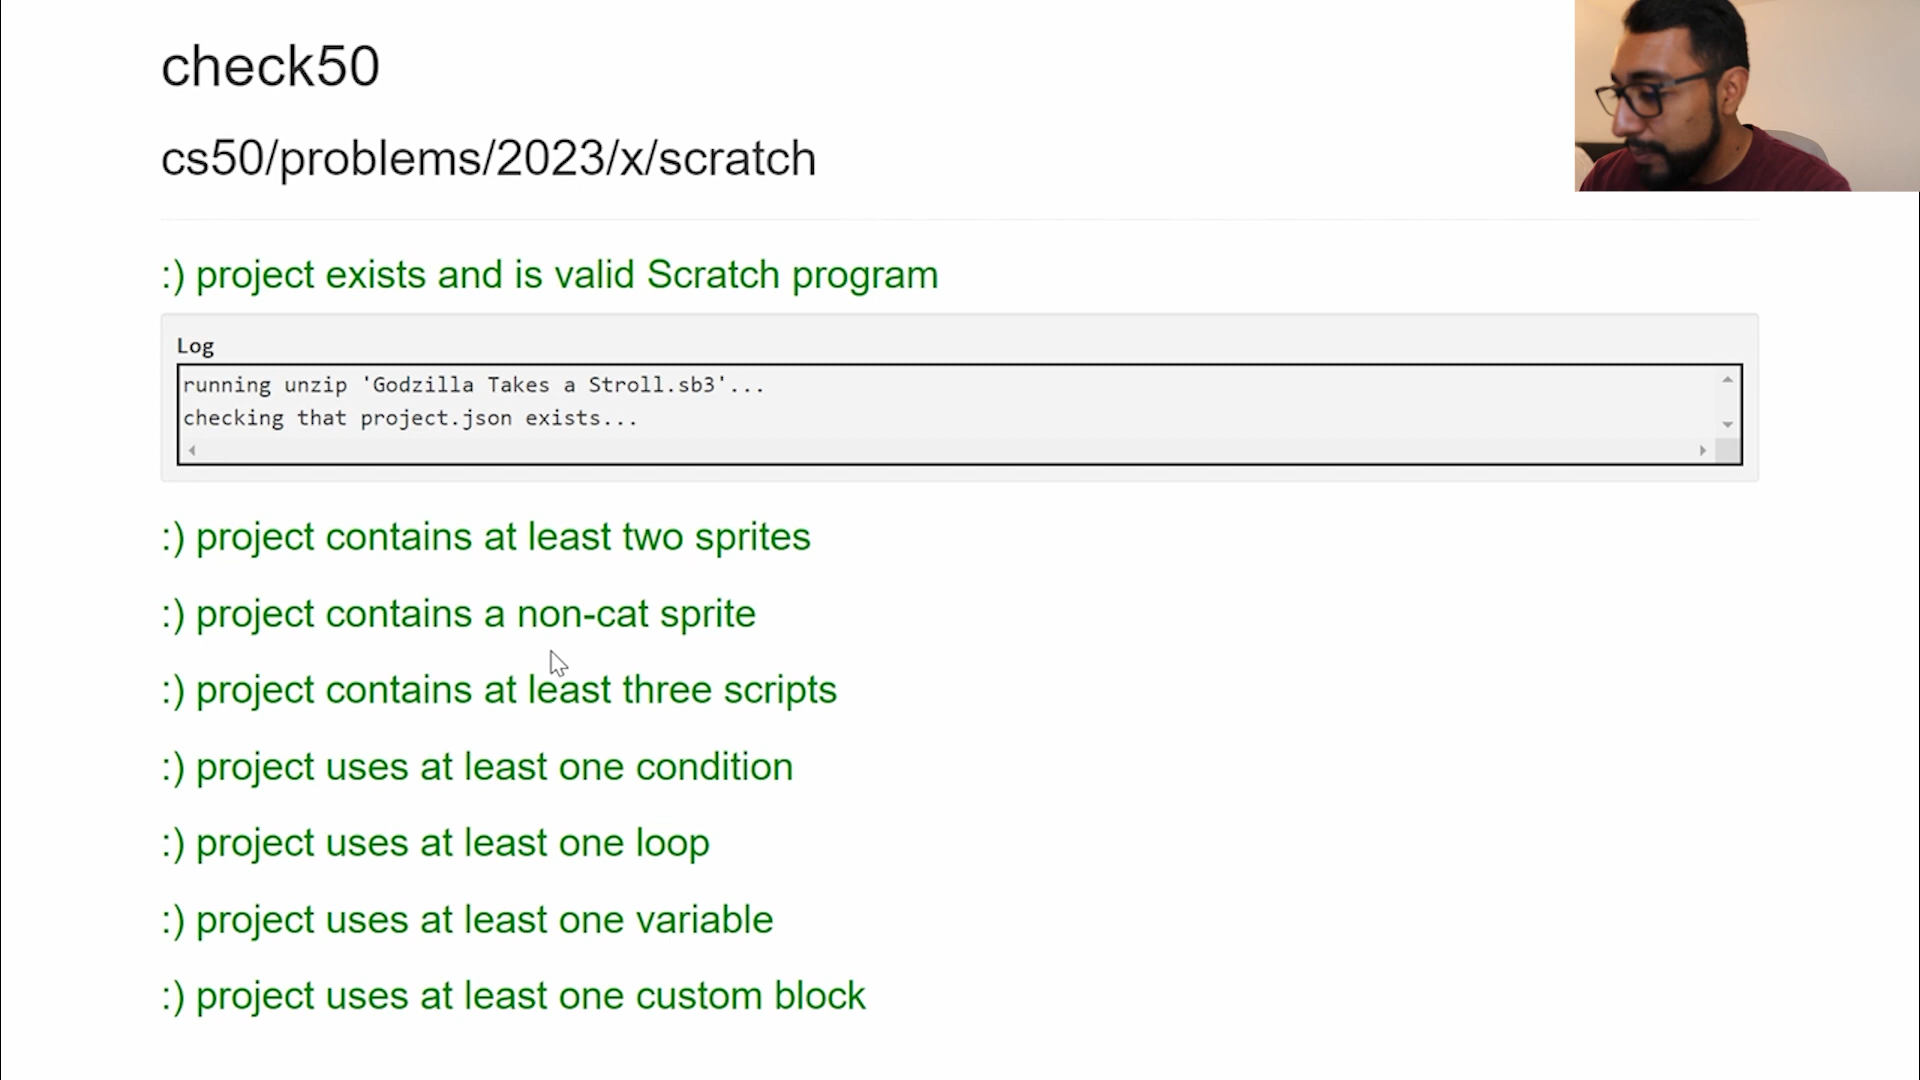 check50
cs50/problems/2023/x/scratch
:) project exists and is valid Scratch program
Log
running unzip 'Godzilla Takes a Stroll.sb3'...
checking that project.json exists...
:) project contains at least two sprites
:) project contains a non-cat sprite
:) project contains at least three scripts
:) project uses at least one condition
:) project uses at least one loop
:) project uses at least one variable
:) project uses at least one custom block